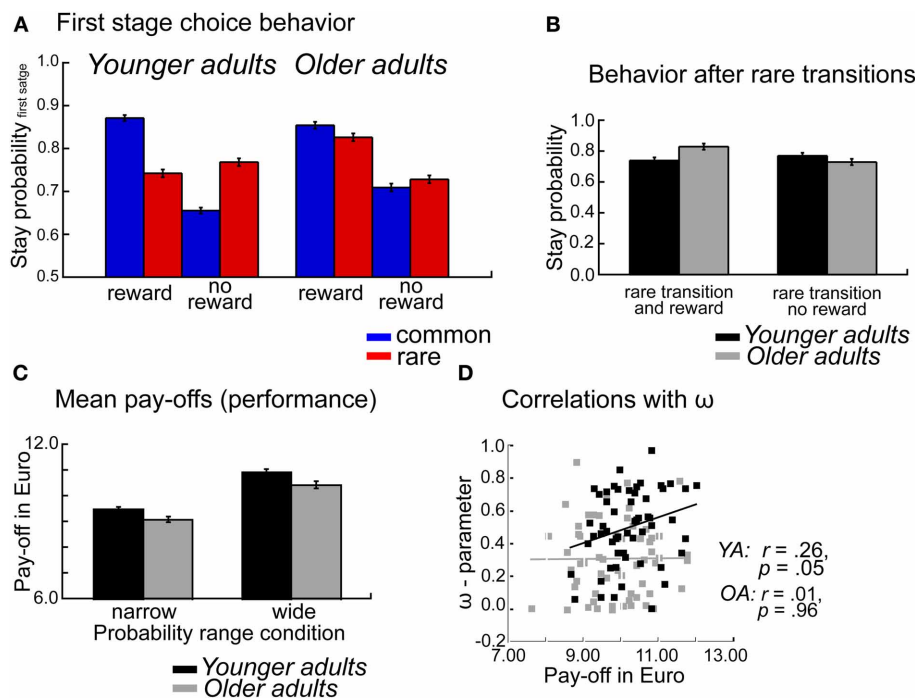 A First stage choice behavior
Younger adults Older adults
Stay probability first satge
1.0
0.9
0.8
0.7
0.6
0.5
reward no reward reward no reward
common
rare
B
Behavior after rare transitions
Stay probability
1.0
0.8
0.6
0.4
0.2
0.0
rare transition and reward
rare transition no reward
Younger adults
Older adults
C
Mean pay-offs (performance)
Pay-off in Euro
12.0
6.0
narrow wide
Probability range condition
Younger adults
Older adults
D
Correlations with ω
ω - parameter
1.0
0.8
0.6
0.4
0.2
0.0
-0.2
7.00 9.00 11.00 13.00
Pay-off in Euro
YA: r = .26,
p = .05
OA: r = .01,
p = .96